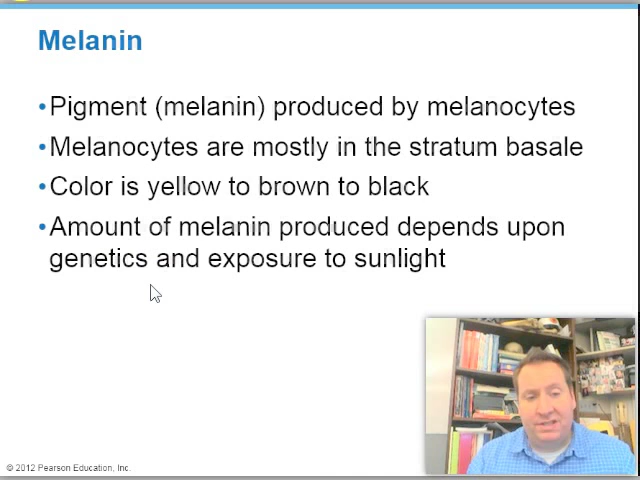 Melanin
•Pigment (melanin) produced by melanocytes
•Melanocytes are mostly in the stratum basale
•Color is yellow to brown to black
•Amount of melanin produced depends upon
genetics and exposure to sunlight
© 2012 Pearson Education, Inc.